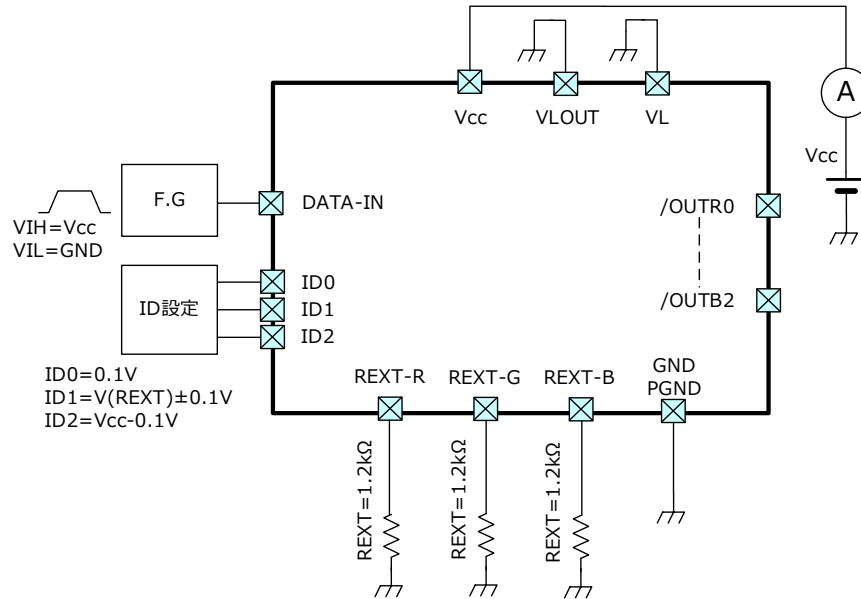 A
Vcc
VLOUT
VL
Vcc
F.G
DATA-IN
/OUTR0
VIH=Vcc
VIL=GND
ID設定
ID0
ID1
ID2
/OUTB2
ID0=0.1V
ID1=V(REXT)±0.1V
ID2=Vcc-0.1V
REXT-R
REXT-G
REXT-B
GND
PGND
REXT=1.2kΩ
REXT=1.2kΩ
REXT=1.2kΩ